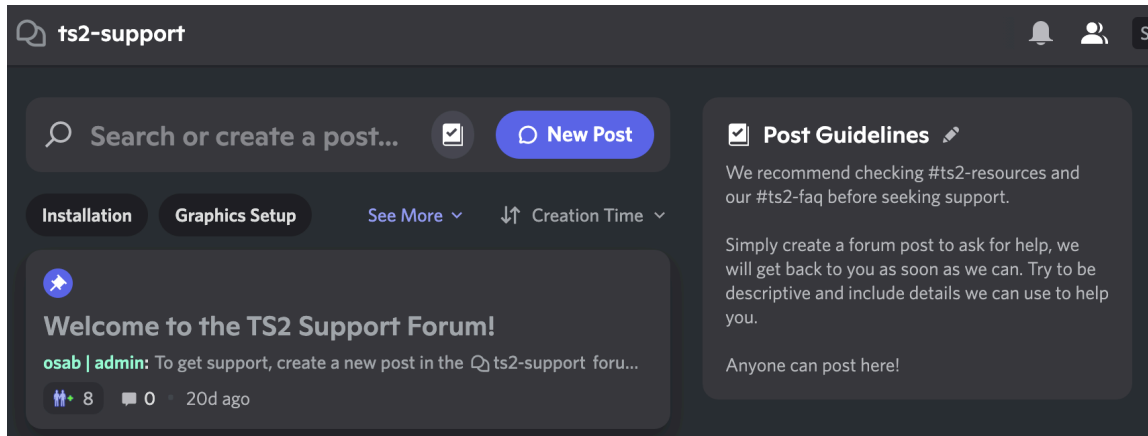 ts2-support
S
Search or create a post...
New Post
Installation
Graphics Setup
See More
Creation Time
Welcome to the TS2 Support Forum!
osab | admin: To get support, create a new post in the ts2-support foru...
8
0
20d ago
Post Guidelines
We recommend checking #ts2-resources and
our #ts2-faq before seeking support.
Simply create a forum post to ask for help, we
will get back to you as soon as we can. Try to be
descriptive and include details we can use to help
you.
Anyone can post here!